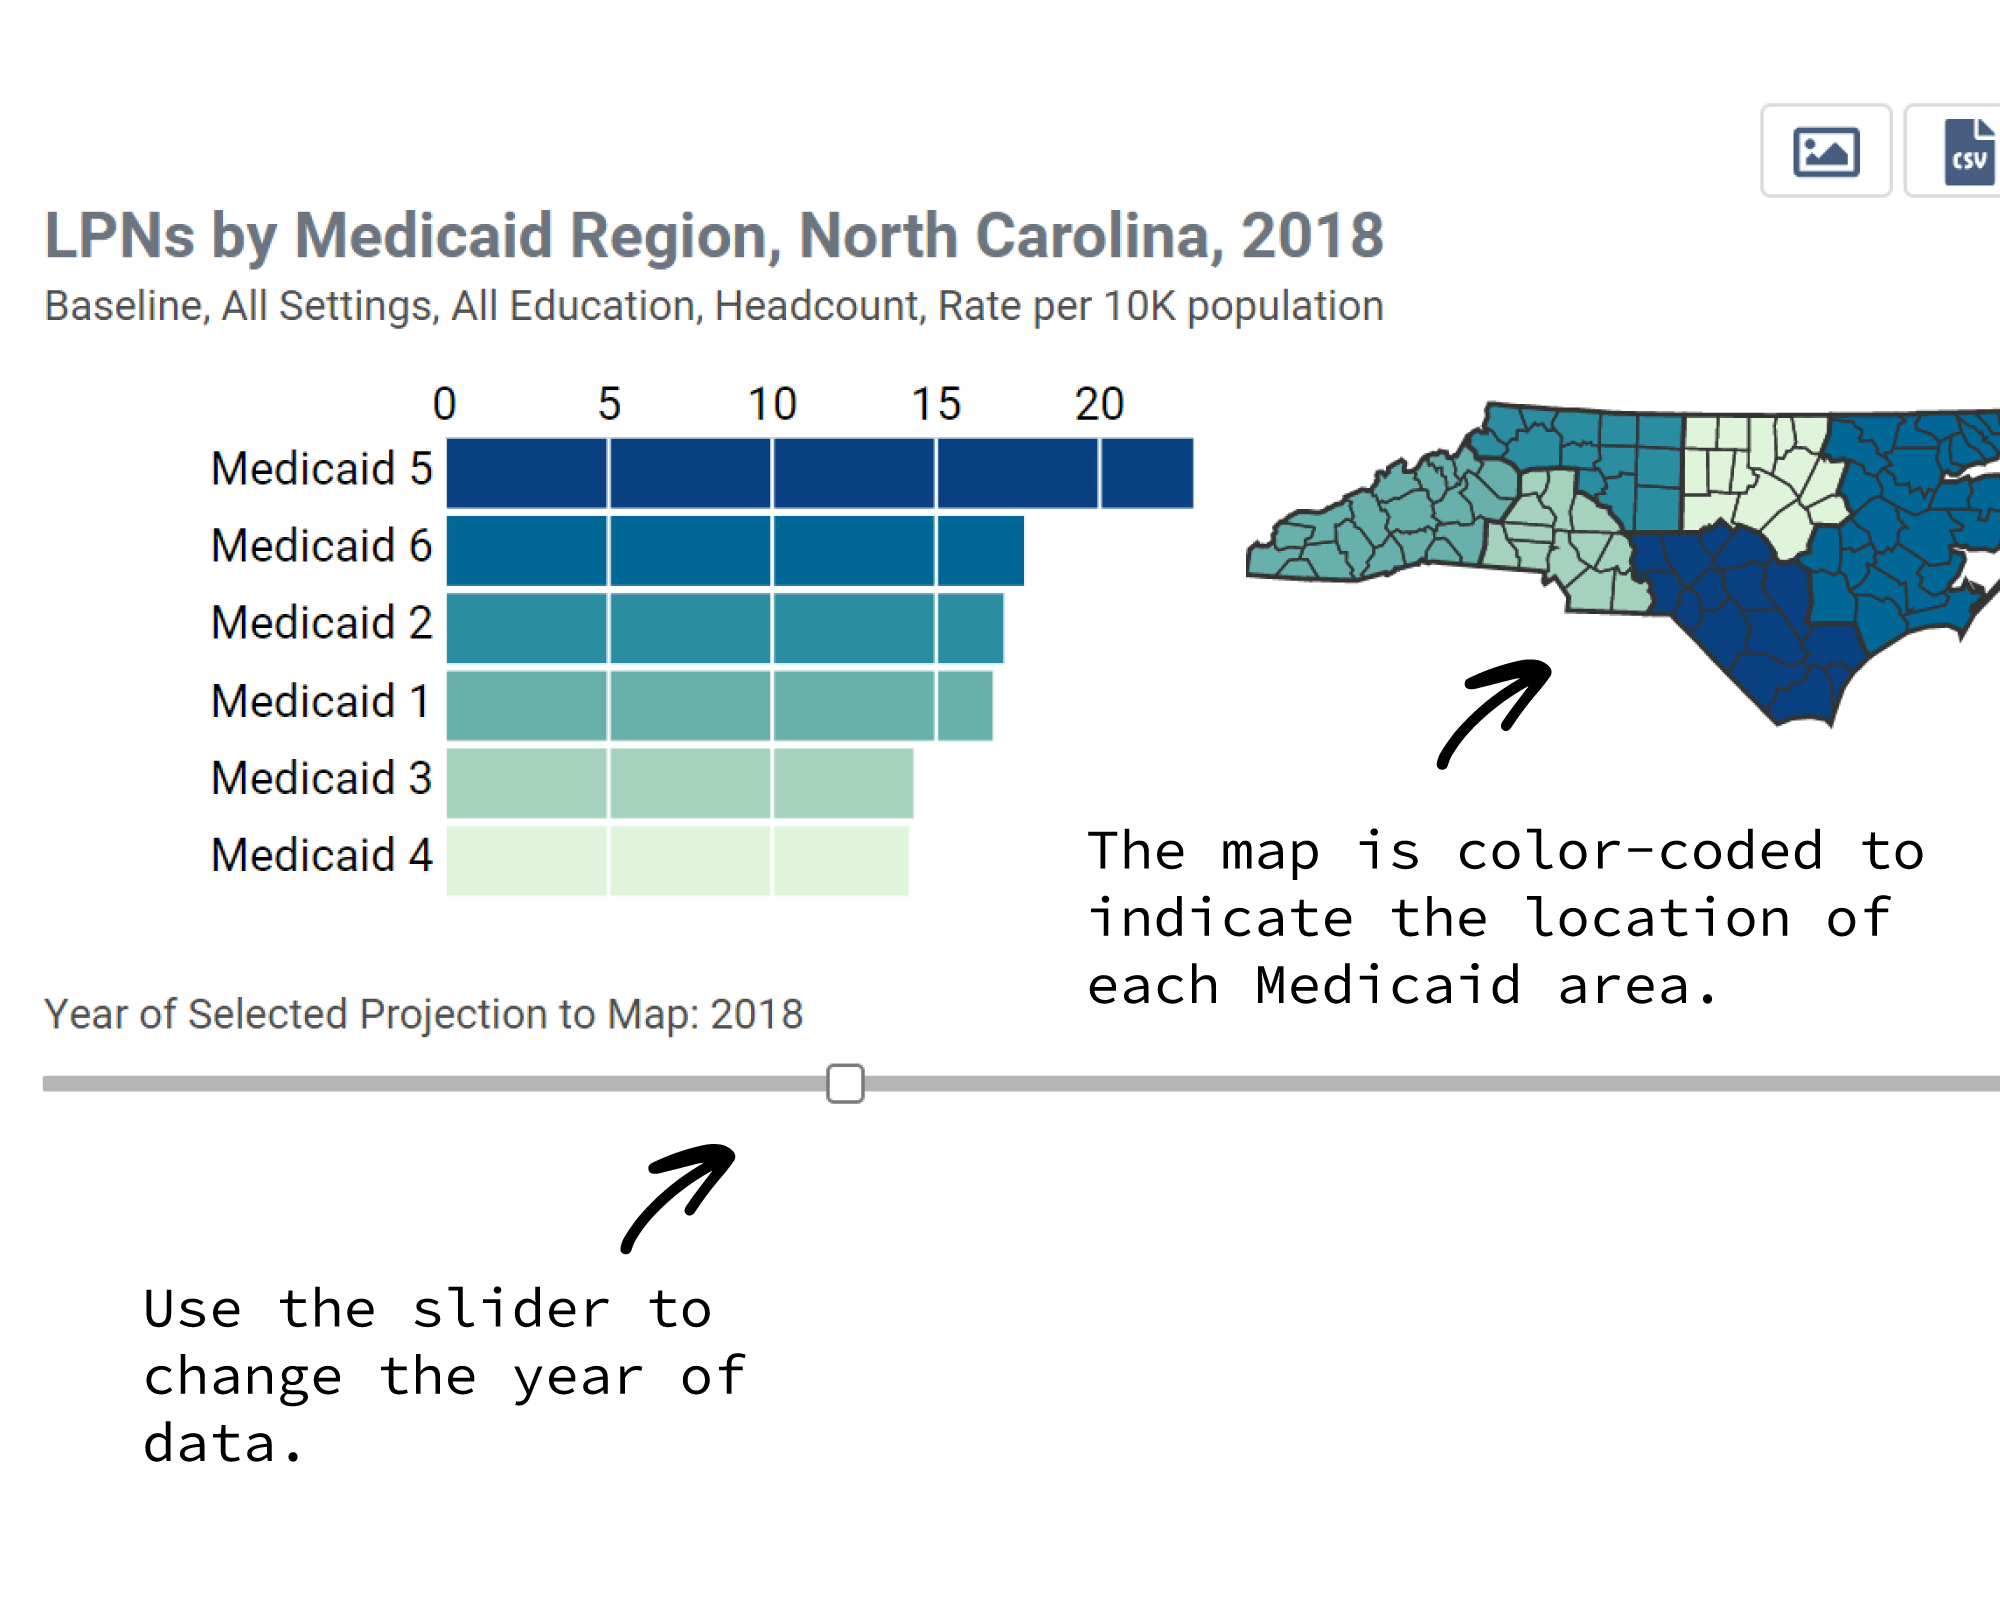 CSV
LPNs by Medicaid Region, North Carolina, 2018
Baseline, All Settings, All Education, Headcount, Rate per 10K population
0 5 10 15 20
Medicaid 5
Medicaid 6
Medicaid 2
Medicaid 1
Medicaid 3
Medicaid 4
The map is color-coded to
indicate the location of
each Medicaid area.
Year of Selected Projection to Map: 2018
Use the slider to
change the year of
data.